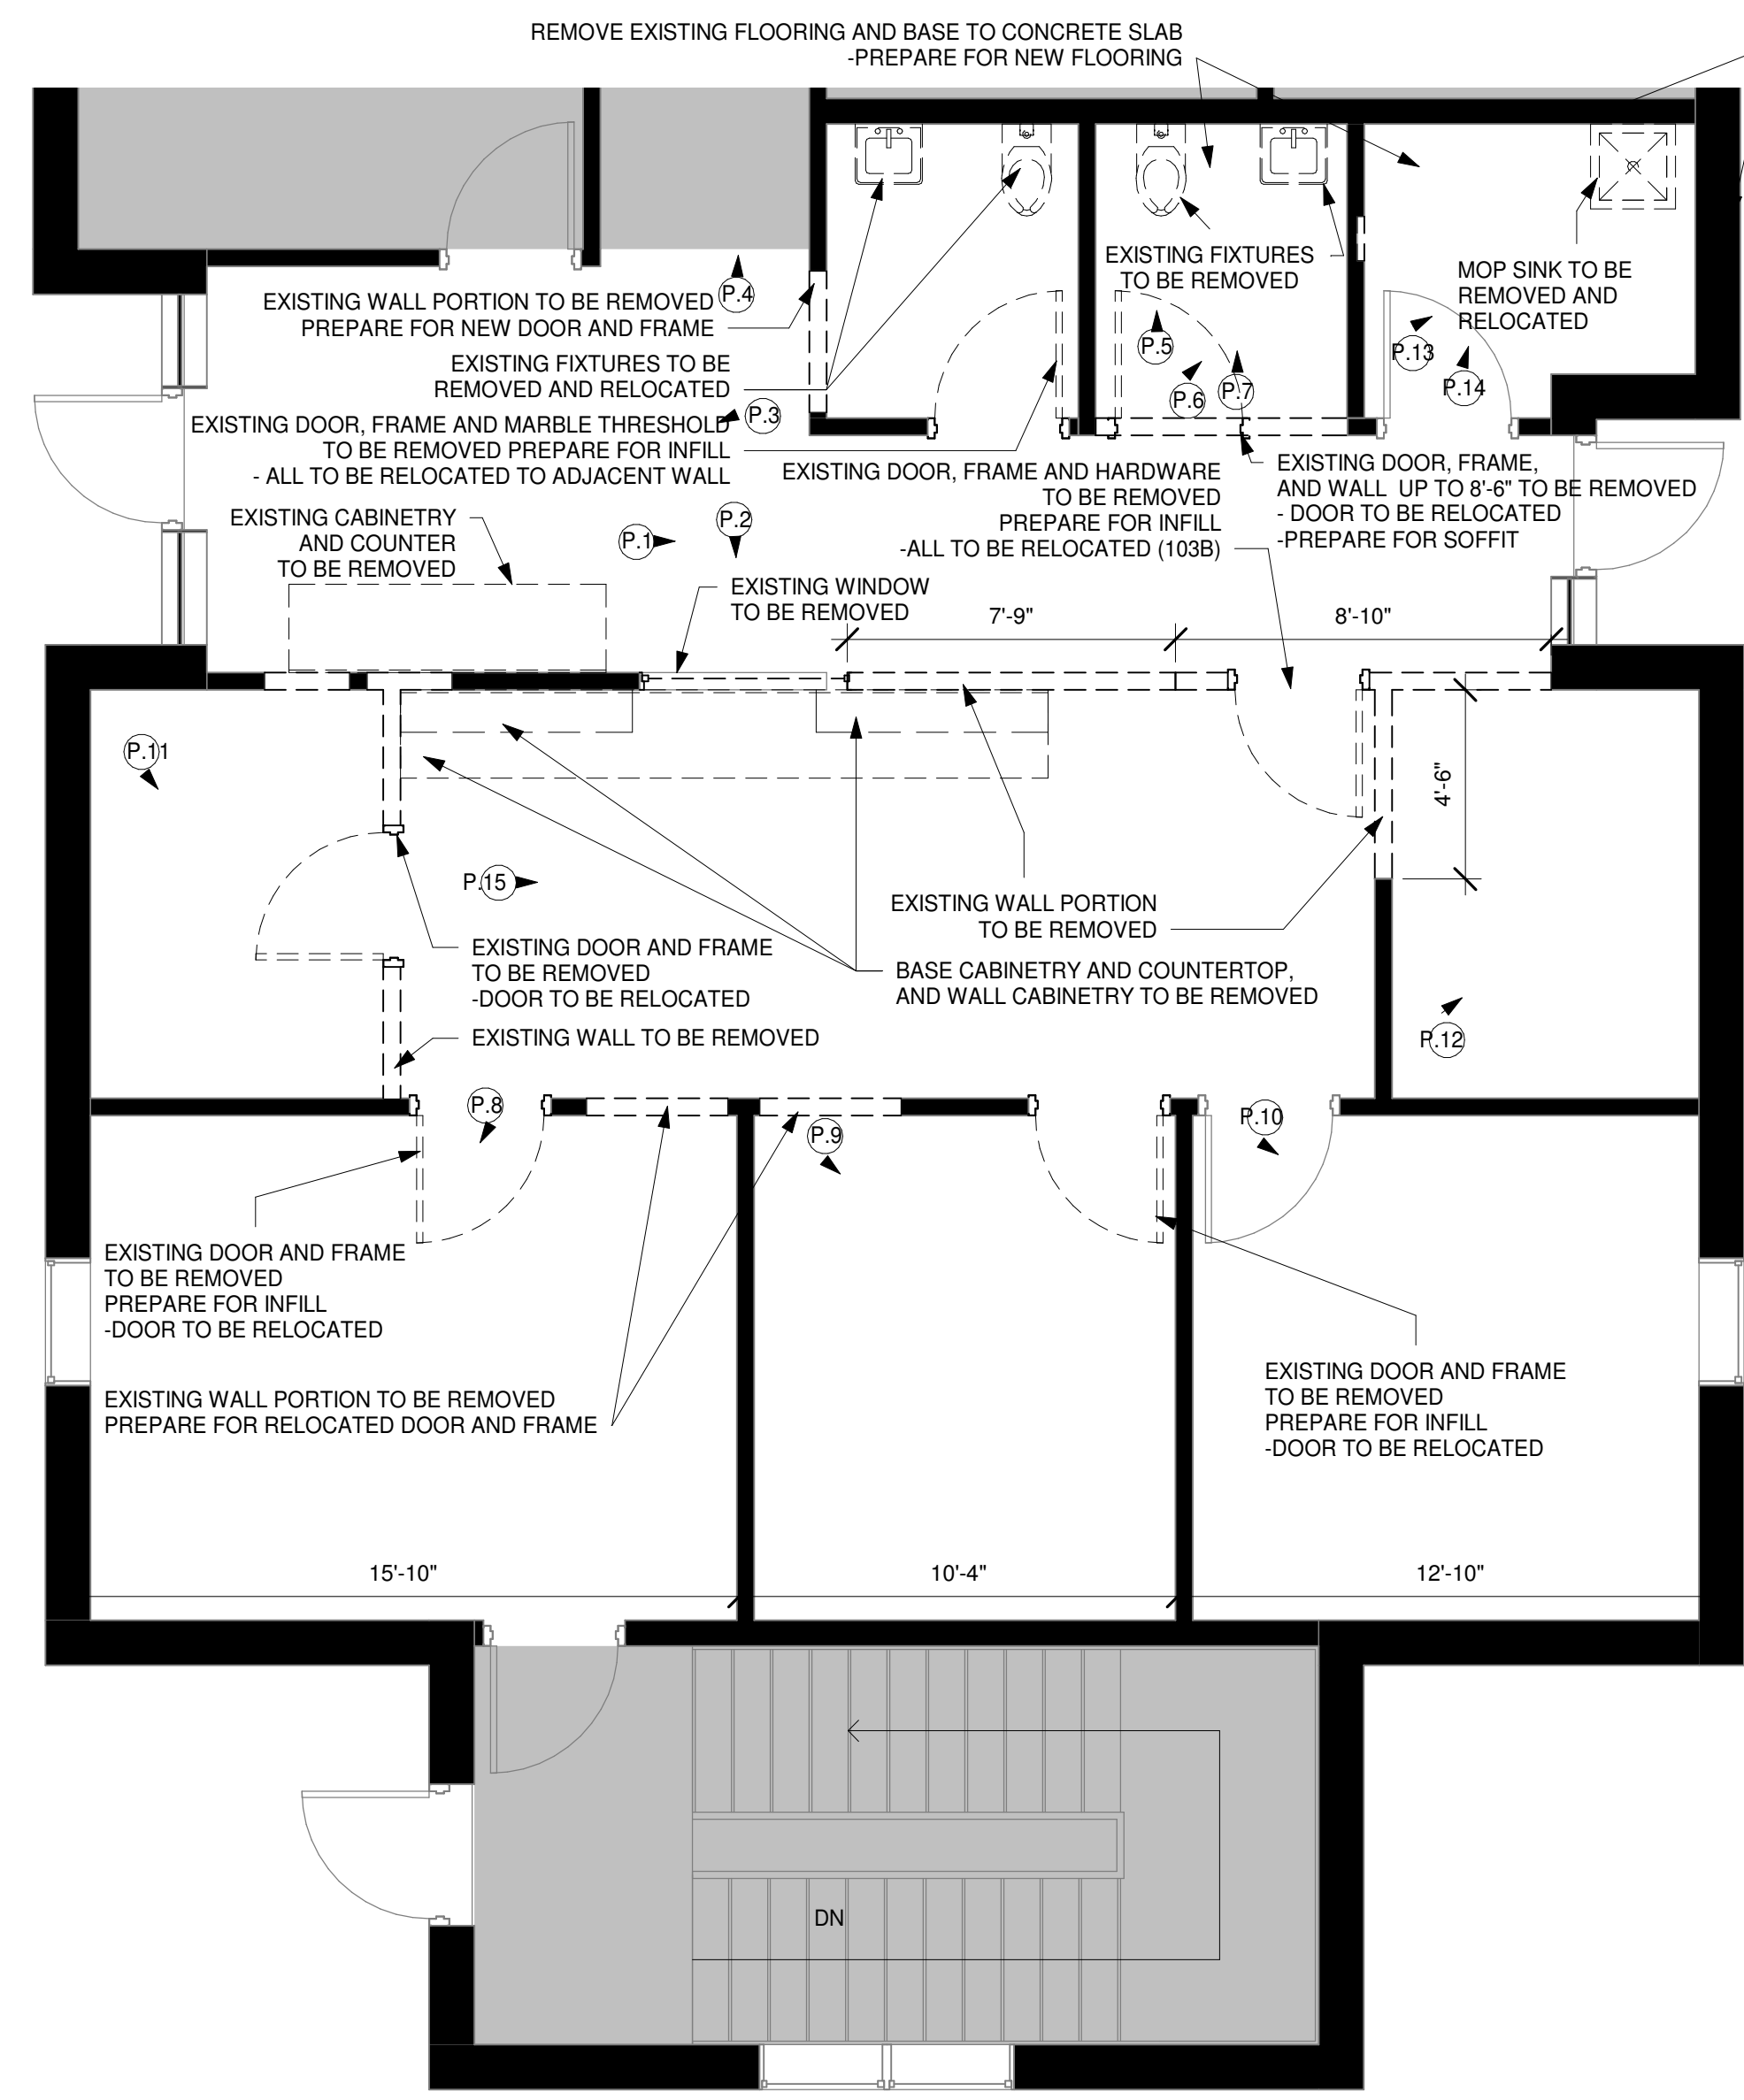 REMOVE EXISTING FLOORING AND BASE TO CONCRETE SLAB
-PREPARE FOR NEW FLOORING
EXISTING FIXTURES
TO BE REMOVED
MOP SINK TO BE
REMOVED AND
RELOCATED
P.4
EXISTING WALL PORTION TO BE REMOVED
PREPARE FOR NEW DOOR AND FRAME
P.5
P.13
EXISTING FIXTURES TO BE
REMOVED AND RELOCATED
P.6
P.7
P.14
P.3
EXISTING DOOR, FRAME AND MARBLE THRESHOLD
TO BE REMOVED PREPARE FOR INFILL
- ALL TO BE RELOCATED TO ADJACENT WALL
EXISTING DOOR, FRAME AND HARDWARE
TO BE REMOVED
PREPARE FOR INFILL
-ALL TO BE RELOCATED (103B)
EXISTING DOOR, FRAME,
AND WALL UP TO 8'-6" TO BE REMOVED
- DOOR TO BE RELOCATED
-PREPARE FOR SOFFIT
EXISTING CABINETRY
AND COUNTER
TO BE REMOVED
P.1
P.2
EXISTING WINDOW
TO BE REMOVED
7'-9"
8'-10"
P.11
4'-6"
P.15
EXISTING WALL PORTION
TO BE REMOVED
EXISTING DOOR AND FRAME
TO BE REMOVED
-DOOR TO BE RELOCATED
BASE CABINETRY AND COUNTERTOP,
AND WALL CABINETRY TO BE REMOVED
EXISTING WALL TO BE REMOVED
P.12
P.8
P.9
P.10
EXISTING DOOR AND FRAME
TO BE REMOVED
PREPARE FOR INFILL
-DOOR TO BE RELOCATED
EXISTING WALL PORTION TO BE REMOVED
PREPARE FOR RELOCATED DOOR AND FRAME
EXISTING DOOR AND FRAME
TO BE REMOVED
PREPARE FOR INFILL
-DOOR TO BE RELOCATED
15'-10"
10'-4"
12'-10"
DN